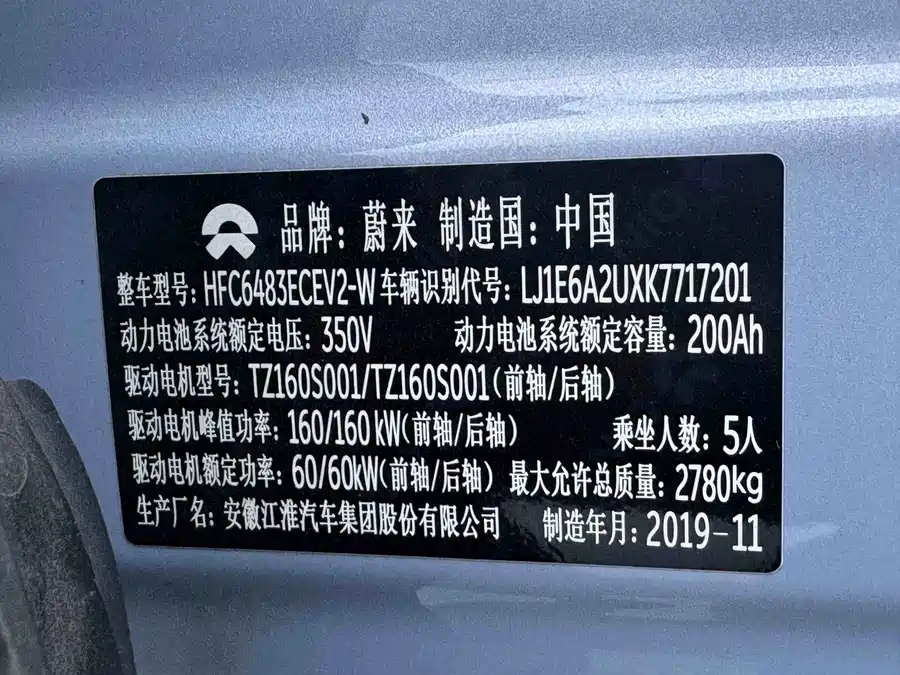 品牌：蔚来 制造国：中国
整车型号：HFC6483ECEV2-W 车辆识别代号：LJ1E6A2UXK7717201
动力电池系统额定电压：350V 动力电池系统额定容量：200Ah
驱动电机型号：TZ160S001/TZ160S001（前轴/后轴）
驱动电机峰值功率：160/160kW（前轴/后轴） 乘坐人数：5人
驱动电机额定功率：60/60kW（前轴/后轴） 最大允许总质量：2780kg
生产厂名：安徽江淮汽车集团股份有限公司 制造年月：2019-11